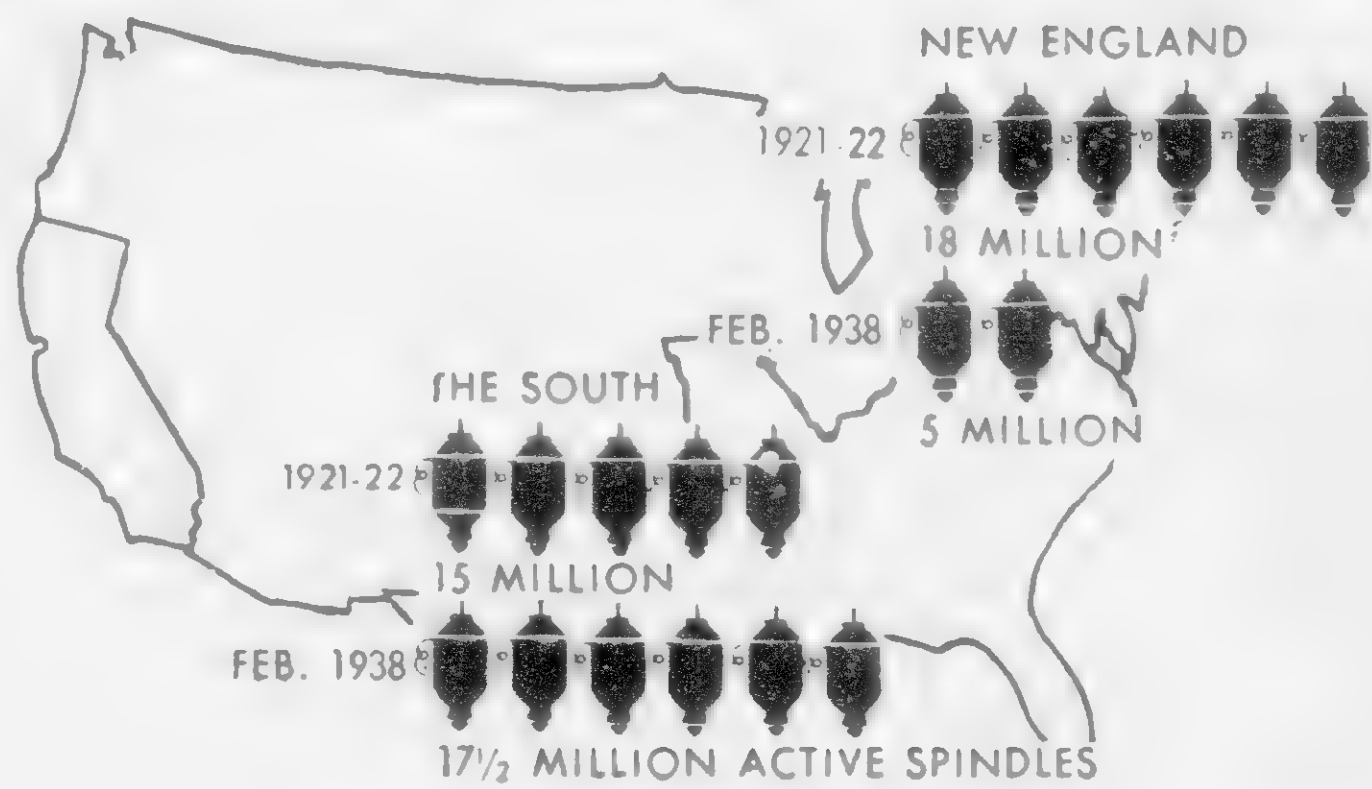 NEW ENGLAND
1921-22
18 MILLION
FEB. 1938
5 MILLION
THE SOUTH
1921-22
15 MILLION
FEB. 1938
17½ MILLION ACTIVE SPINDLES